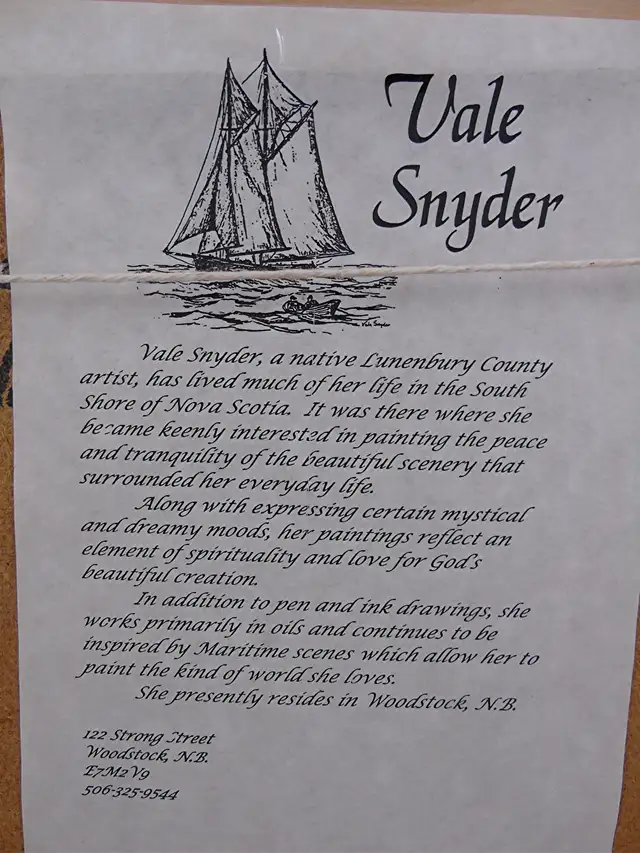 Vale
Snyder
Vale Snyder
Vale Snyder, a native Lunenbury County
artist, has lived much of her life in the South
Shore of Nova Scotia. It was there where she
became keenly interested in painting the peace
and tranquility of the beautiful scenery that
surrounded her everyday life.
Along with expressing certain mystical
and dreamy moods, her paintings reflect an
element of spirituality and love for God's
beautiful creation.
In addition to pen and ink drawings, she
works primarily in oils and continues to be
inspired by Maritime scenes which allow her to
paint the kind of world she loves.
She presently resides in Woodstock, N.B.
122 Strong Street
Woodstock, N.B.
E7M2V9
506-325-9544